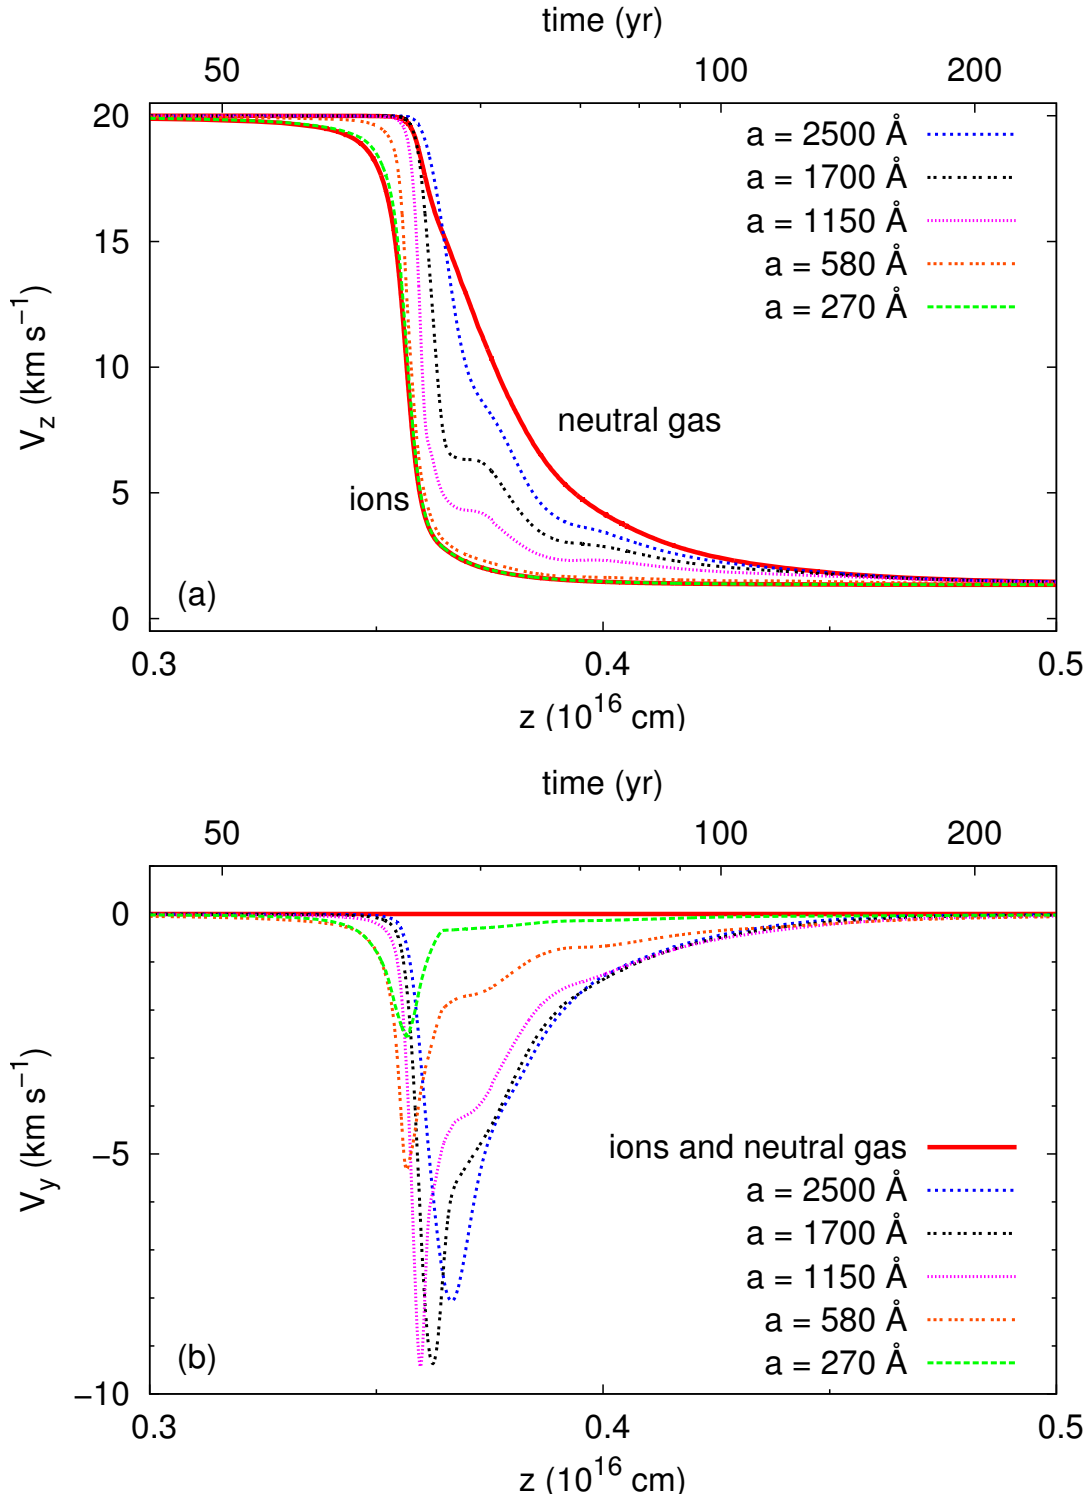 time (yr)
50 100 200
20
15
10
5
0
V_z (km s^−1)
a = 2500 Å
a = 1700 Å
a = 1150 Å
a = 580 Å
a = 270 Å
neutral gas
ions
(a)
0.3 0.4 0.5
z (10^16 cm)
time (yr)
50 100 200
0
−5
−10
V_y (km s^−1)
ions and neutral gas
a = 2500 Å
a = 1700 Å
a = 1150 Å
a = 580 Å
a = 270 Å
(b)
0.3 0.4 0.5
z (10^16 cm)